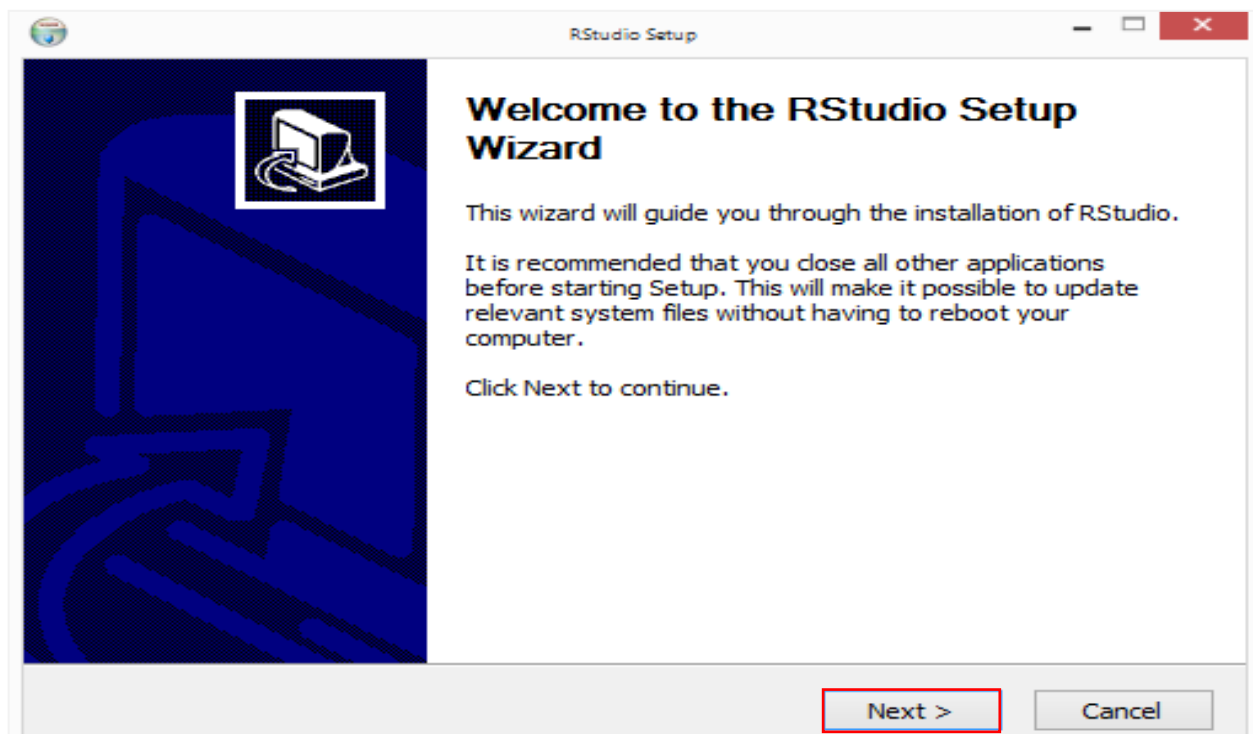 RStudio Setup
Welcome to the RStudio Setup
Wizard
This wizard will guide you through the installation of RStudio.
It is recommended that you close all other applications
before starting Setup. This will make it possible to update
relevant system files without having to reboot your
computer.
Click Next to continue.
Next >
Cancel